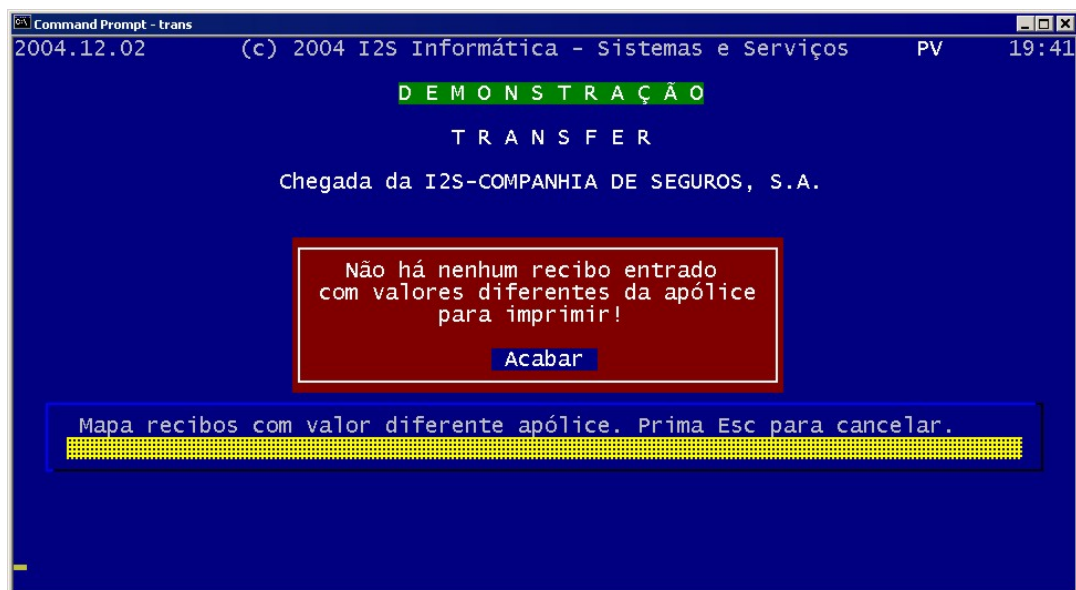 Command Prompt - trans
2004.12.02 (c) 2004 I2S Informática - Sistemas e Serviços PV 19:41
D E M O N S T R A Ç Ã O
T R A N S F E R
Chegada da I2S-COMPANHIA DE SEGUROS, S.A.
Não há nenhum recibo entrado
com valores diferentes da apólice
para imprimir!
Acabar
Mapa recibos com valor diferente apólice. Prima Esc para cancelar.